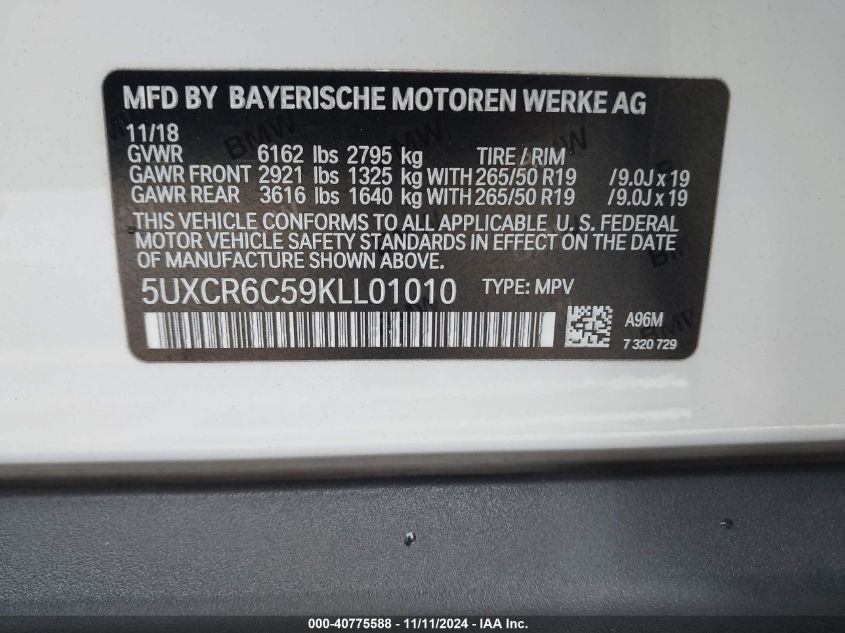 MFD BY BAYERISCHE MOTOREN WERKE AG
11/18
GVWR 6162 lbs 2795 kg TIRE / RIM
GAWR FRONT 2921 lbs 1325 kg WITH 265/50 R19 /9.0J x 19
GAWR REAR 3616 lbs 1640 kg WITH 265/50 R19 /9.0J x 19
THIS VEHICLE CONFORMS TO ALL APPLICABLE U. S. FEDERAL
MOTOR VEHICLE SAFETY STANDARDS IN EFFECT ON THE DATE
OF MANUFACTURE SHOWN ABOVE.
5UXCR6C59KLL01010 TYPE: MPV
A96M
7 320 729
000-40775588 - 11/11/2024 - IAA Inc.